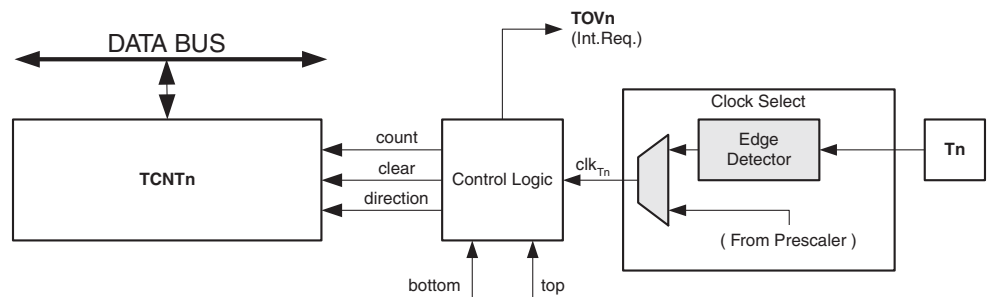 TOVn
(Int.Req.)
DATA BUS
Clock Select
count
Edge
Detector
Tn
TCNTn
clear
Control Logic
clkTn
direction
( From Prescaler )
bottom
top